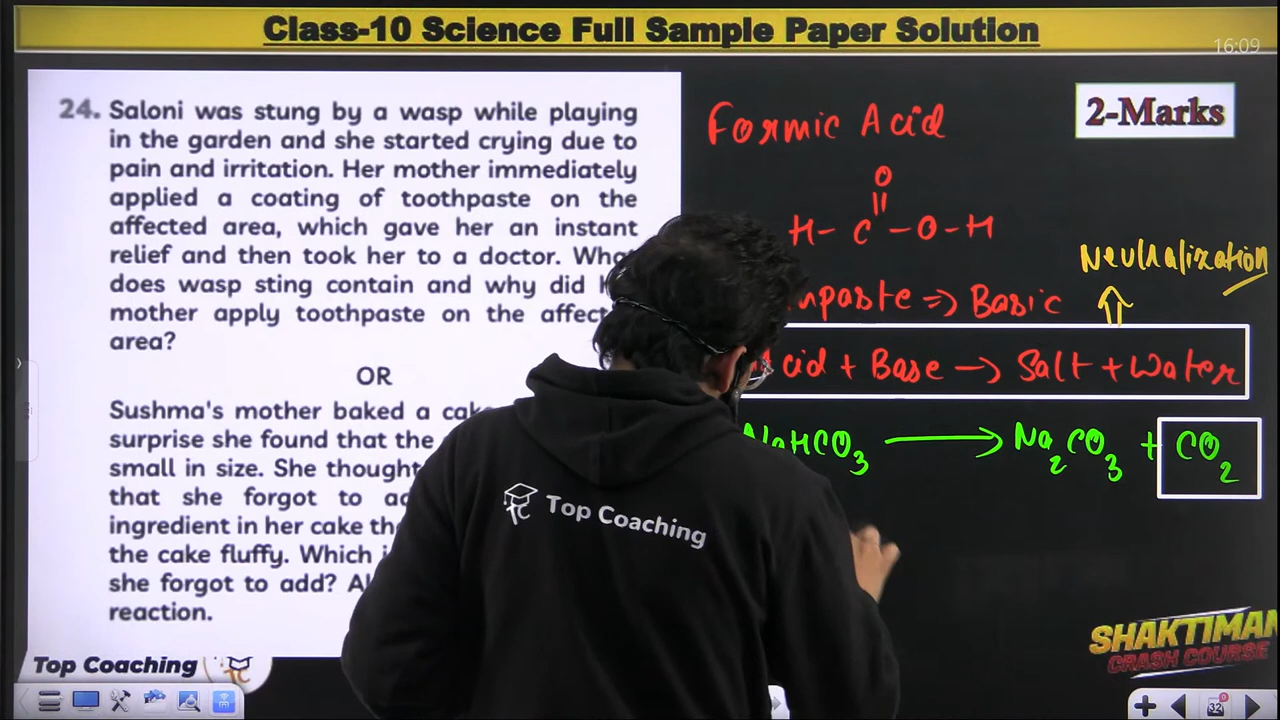 Class-10 Science Full Sample Paper Solution
16:09
24. Saloni was stung by a wasp while playing
in the garden and she started crying due to
pain and irritation. Her mother immediately
applied a coating of toothpaste on the
affected area, which gave her an instant
relief and then took her to a doctor.
does wasp sting contain and why did
mother apply toothpaste on the
area?
OR
Sushma's mother baked a
surprise she found that the
small in size. She thought
that she forgot to
ingredient in her cake
the cake fluffy. Which
she forgot to add?
reaction.
Top Coaching
2-Marks
Formic Acid
O
||
H-C-O-H
Neutralization
=> Basic
+ Base → Salt + Water
NaHCO3 → Na2CO3 + CO2
Top Coaching
TC
SHAKTIMAN
CRASH COURSE
32